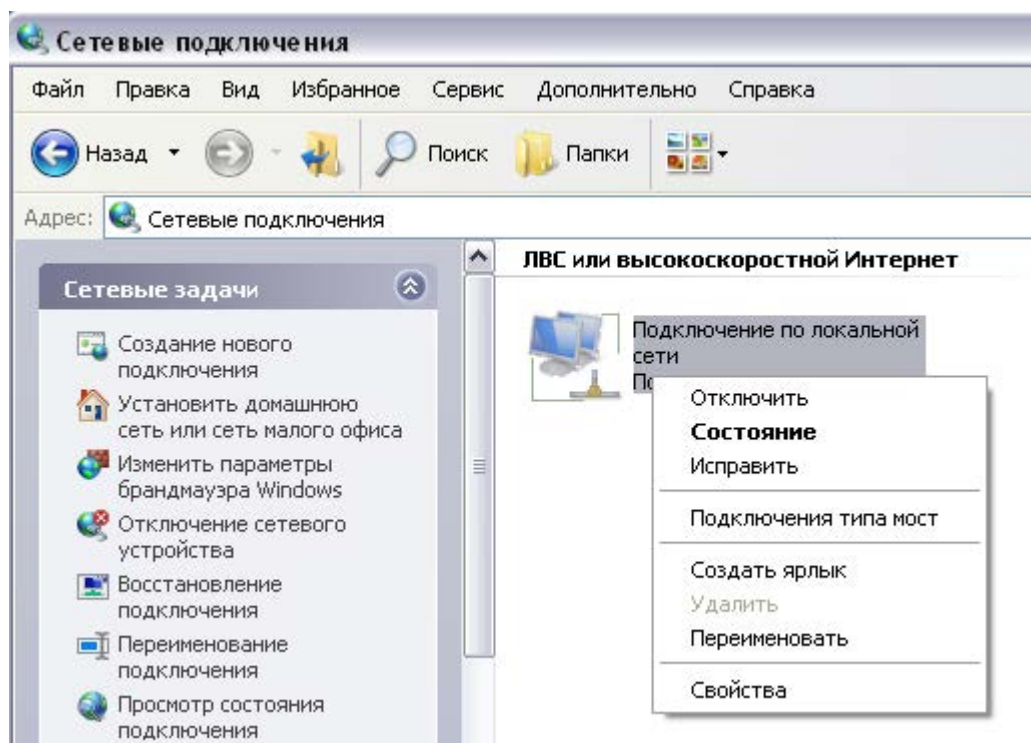 Сетевые подключения
Файл Правка Вид Избранное Сервис Дополнительно Справка
Назад Поиск Папки
Адрес: Сетевые подключения
Сетевые задачи
Создание нового
подключения
Установить домашнюю
сеть или сеть малого офиса
Изменить параметры
брандмауэра Windows
Отключение сетевого
устройства
Восстановление
подключения
Переименование
подключения
Просмотр состояния
подключения
ЛВС или высокоскоростной Интернет
Подключение по локальной
сети
Отключить
Состояние
Исправить
Подключения типа мост
Создать ярлык
Удалить
Переименовать
Свойства